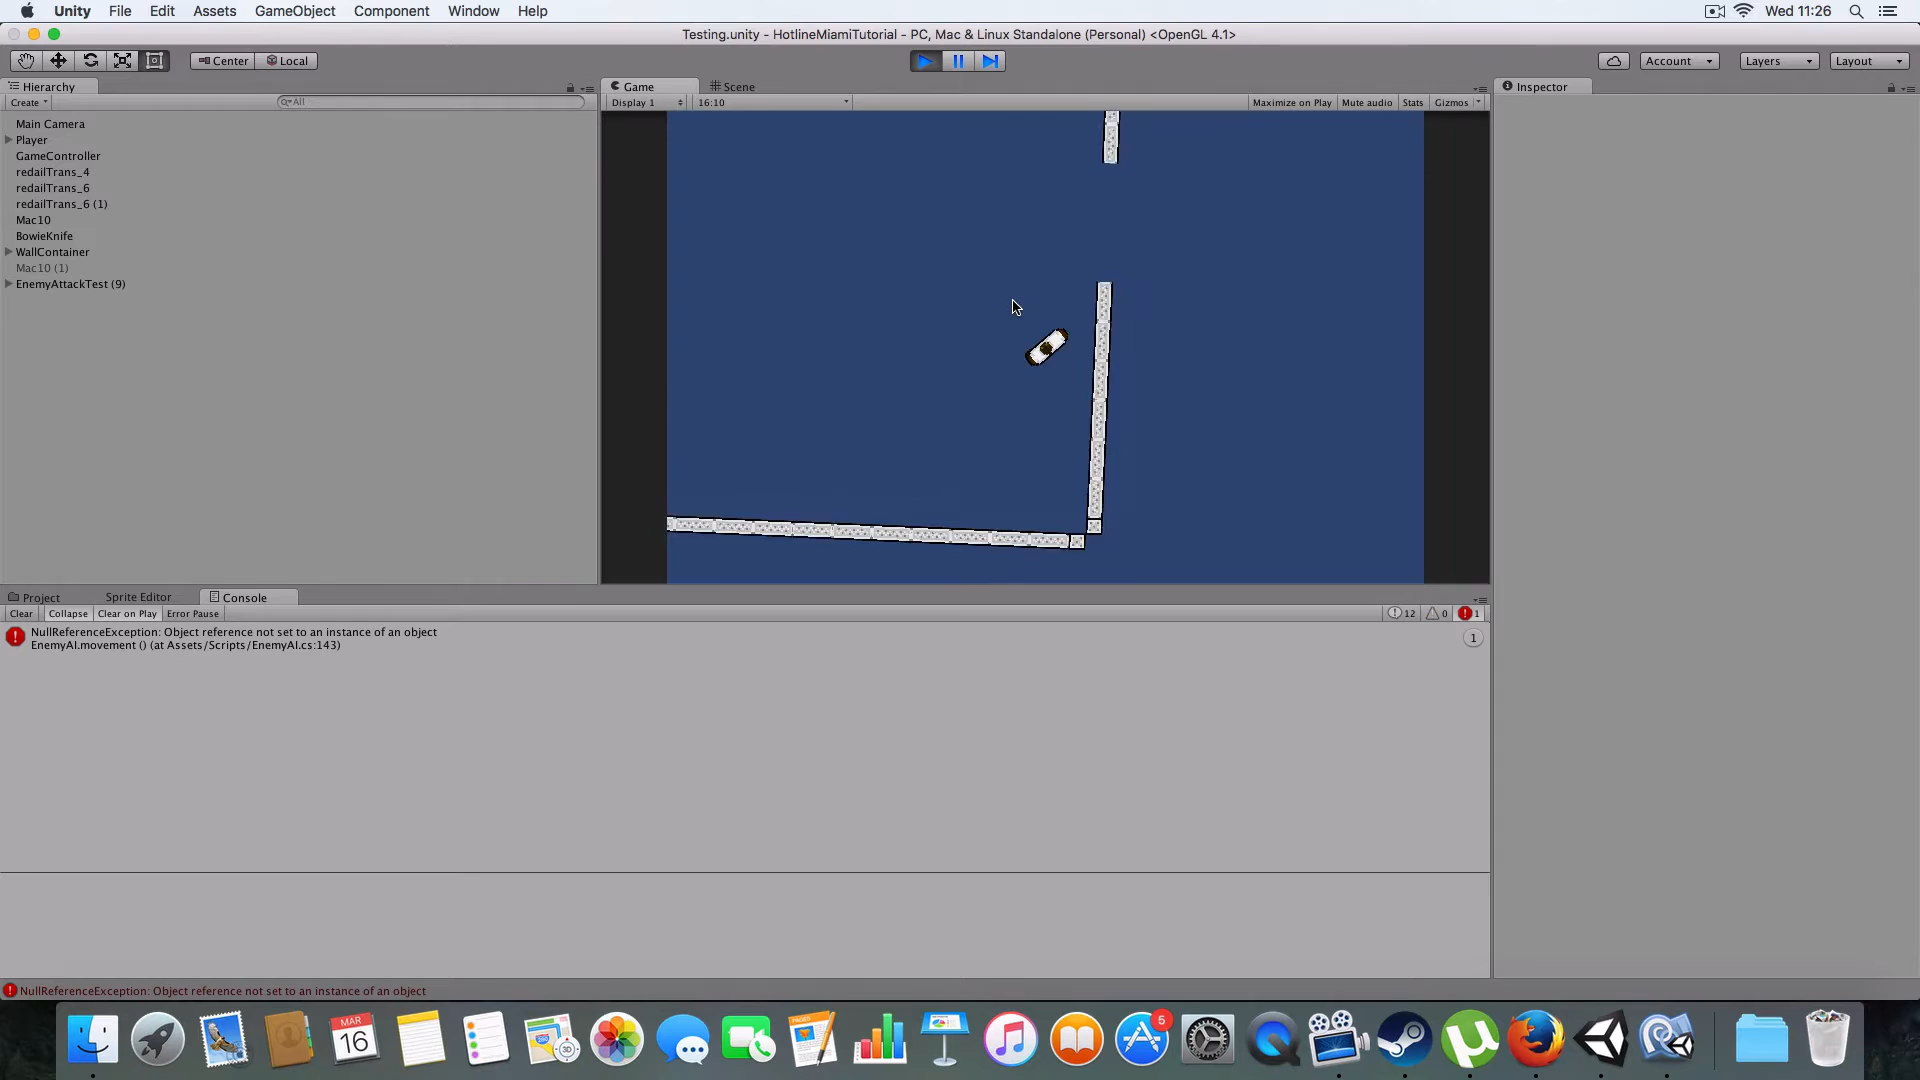 Unity File Edit Assets GameObject Component Window Help Wed 11:26
Testing.unity - HotlineMiamiTutorial - PC, Mac & Linux Standalone (Personal) <OpenGL 4.1>
Center Local Account Layers Layout
Hierarchy Game Scene Inspector
Create All Display 1 16:10 Maximize on Play Mute audio Stats Gizmos
Main Camera
Player
GameController
redailTrans_4
redailTrans_6
redailTrans_6 (1)
Mac10
BowieKnife
WallContainer
Mac10 (1)
EnemyAttackTest (9)
Project Sprite Editor Console
Clear Collapse Clear on Play Error Pause 12 0 1
NullReferenceException: Object reference not set to an instance of an object 1
EnemyAI.movement () (at Assets/Scripts/EnemyAI.cs:143)
NullReferenceException: Object reference not set to an instance of an object
MAR
16
PAGES
5